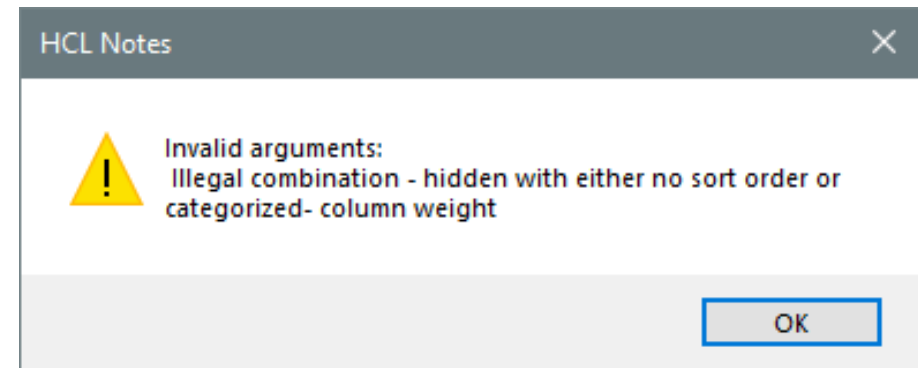 HCL Notes
Invalid arguments:
Illegal combination - hidden with either no sort order or
categorized- column weight
OK